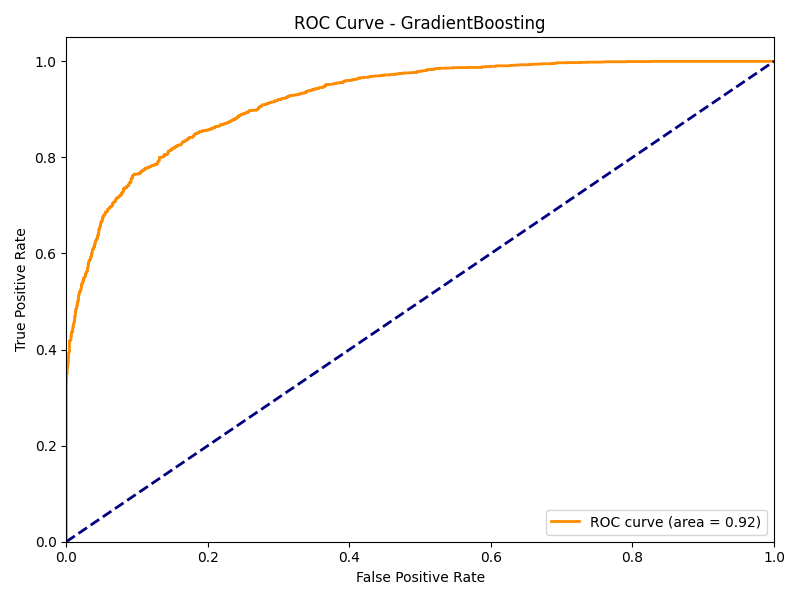 ROC Curve - GradientBoosting
True Positive Rate
1.0
0.8
0.6
0.4
0.2
0.0
ROC curve (area = 0.92)
0.0 0.2 0.4 0.6 0.8 1.0
False Positive Rate